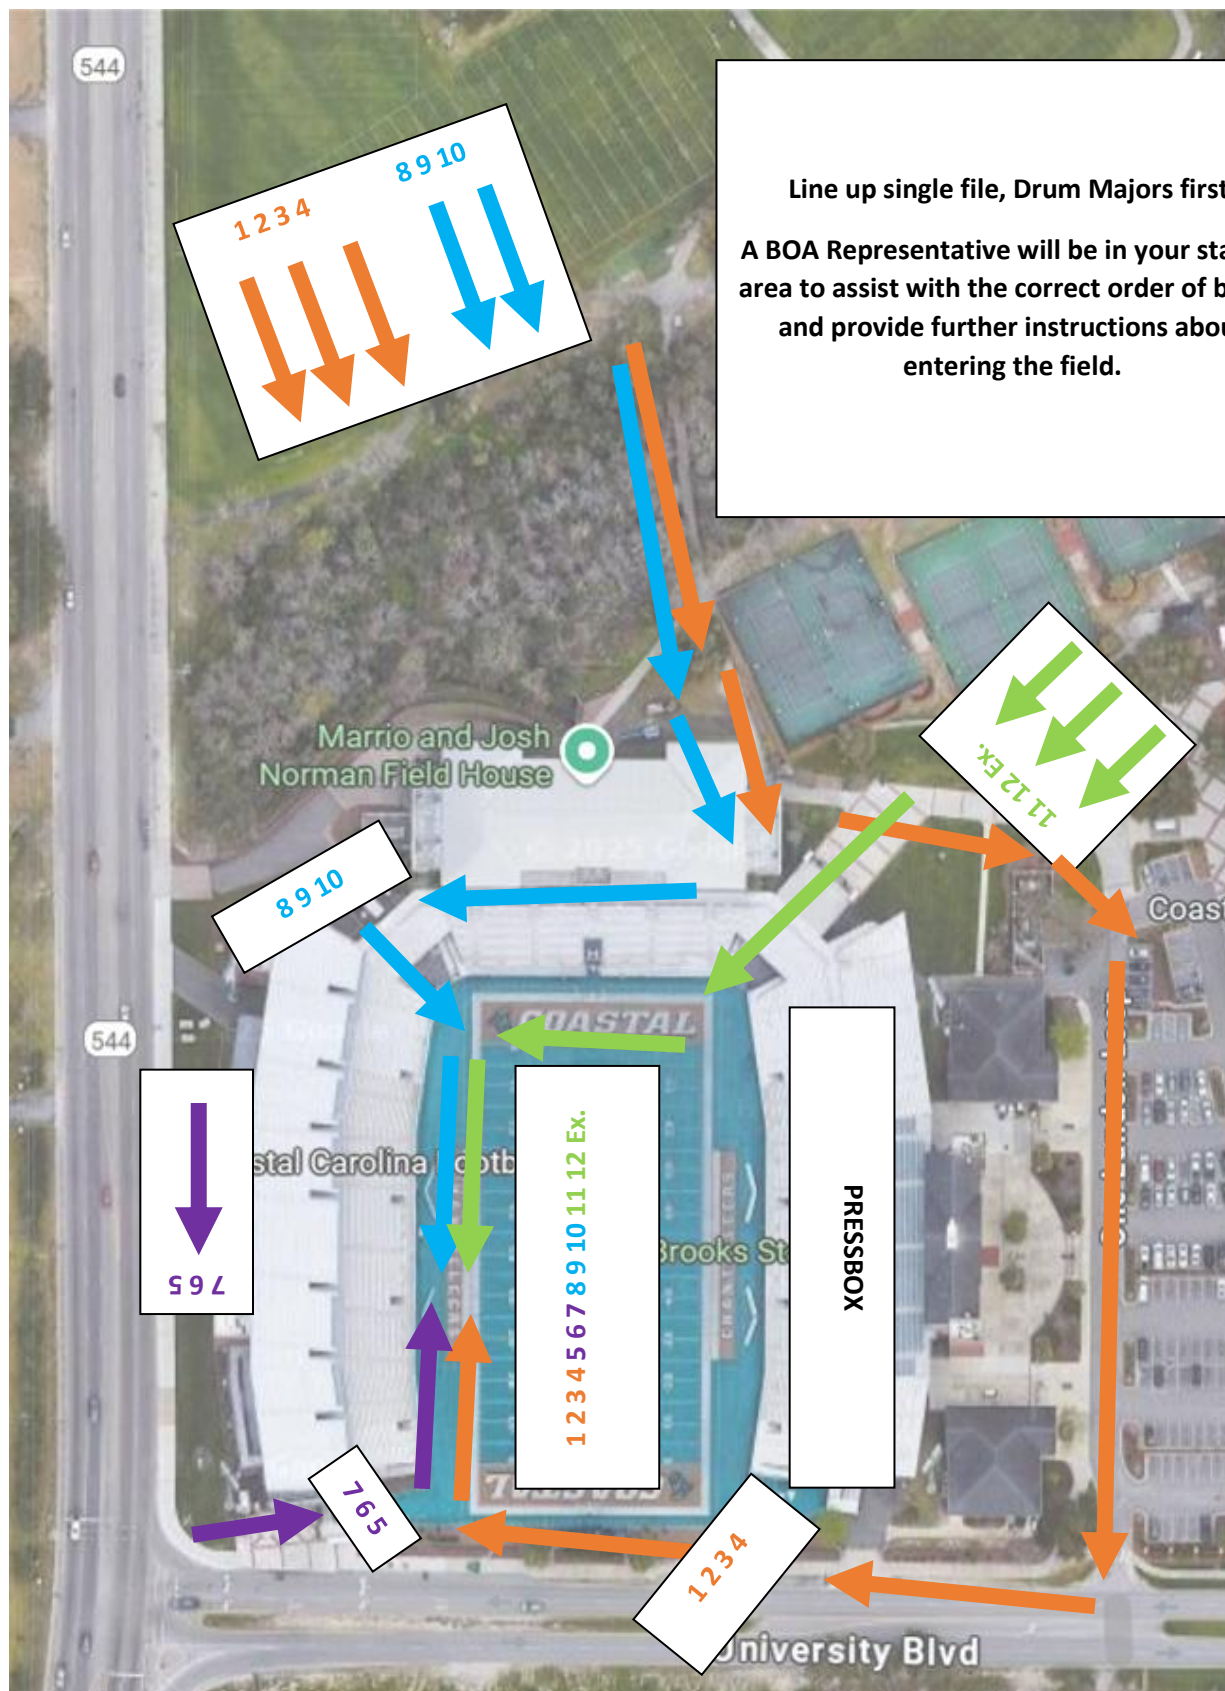 544
1 2 3 4
8 9 10
Line up single file, Drum Majors first
A BOA Representative will be in your sta
area to assist with the correct order of b
and provide further instructions abou
entering the field.
Marrio and Josh
Norman Field House
11 12 Ex.
8 9 10
Coast
COASTAL
544
stal Carolina Footb
7 6 5
1 2 3 4 5 6 7 8 9 10 11 12 Ex.
Brooks St
CHANTICLEERS
PRESSBOX
7 6 5
1 2 3 4
University Blvd